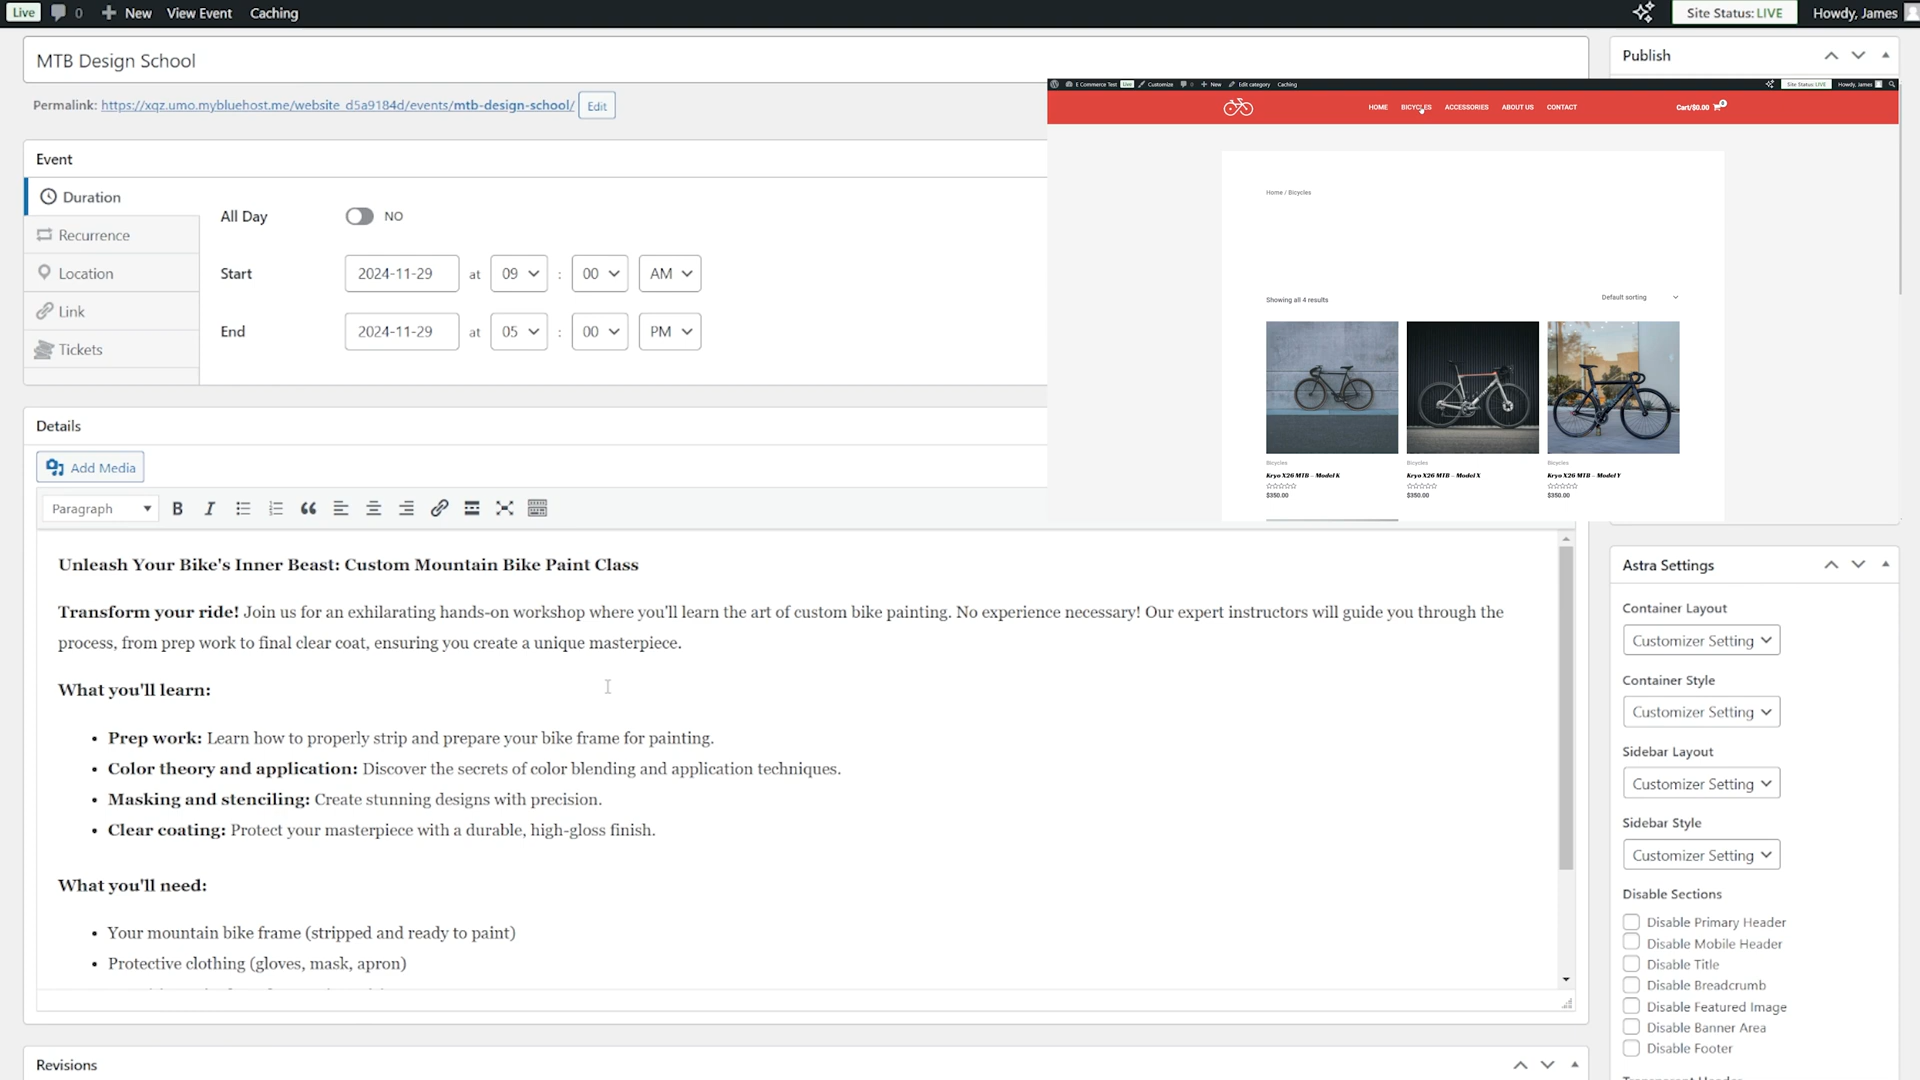 Live 0 New View Event Caching Site Status: LIVE Howdy, James
MTB Design School
Permalink: https://xqz.umo.mybluehost.me/website_d5a9184d/events/mtb-design-school/ Edit
Event
Duration
Recurrence
Location
Link
Tickets
All Day NO
Start 2024-11-29 at 09 : 00 AM
End 2024-11-29 at 05 : 00 PM
Details
Add Media
Paragraph
Unleash Your Bike's Inner Beast: Custom Mountain Bike Paint Class
Transform your ride! Join us for an exhilarating hands-on workshop where you'll learn the art of custom bike painting. No experience necessary! Our expert instructors will guide you through the
process, from prep work to final clear coat, ensuring you create a unique masterpiece.
What you'll learn:
• Prep work: Learn how to properly strip and prepare your bike frame for painting.
• Color theory and application: Discover the secrets of color blending and application techniques.
• Masking and stenciling: Create stunning designs with precision.
• Clear coating: Protect your masterpiece with a durable, high-gloss finish.
What you'll need:
• Your mountain bike frame (stripped and ready to paint)
• Protective clothing (gloves, mask, apron)
Revisions
E Commerce Test Live Customize 0 New Edit category Caching Site Status: LIVE Howdy, James
HOME BICYCLES ACCESSORIES ABOUT US CONTACT Cart/$0.00 0
Home / Bicycles
Showing all 4 results Default sorting
Bicycles Bicycles Bicycles
Kryo X26 MTB – Model K Kryo X26 MTB – Model X Kryo X26 MTB – Model Y
$350.00 $350.00 $350.00
Publish
Astra Settings
Container Layout
Customizer Setting
Container Style
Customizer Setting
Sidebar Layout
Customizer Setting
Sidebar Style
Customizer Setting
Disable Sections
Disable Primary Header
Disable Mobile Header
Disable Title
Disable Breadcrumb
Disable Featured Image
Disable Banner Area
Disable Footer